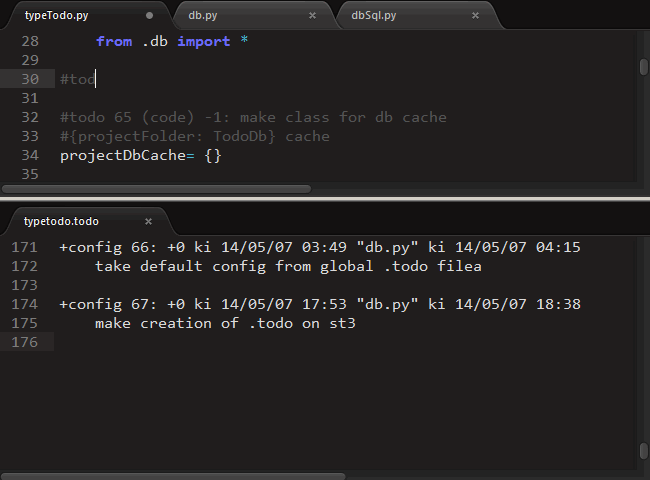 typeTodo.py db.py dbSql.py
28 from .db import *
29
30 #tod
31
32 #todo 65 (code) -1: make class for db cache
33 #{projectFolder: TodoDb} cache
34 projectDbCache= {}
35
typetodo.todo
171 +config 66: +0 ki 14/05/07 03:49 "db.py" ki 14/05/07 04:15
172 take default config from global .todo filea
173
174 +config 67: +0 ki 14/05/07 17:53 "db.py" ki 14/05/07 18:38
175 make creation of .todo on st3
176